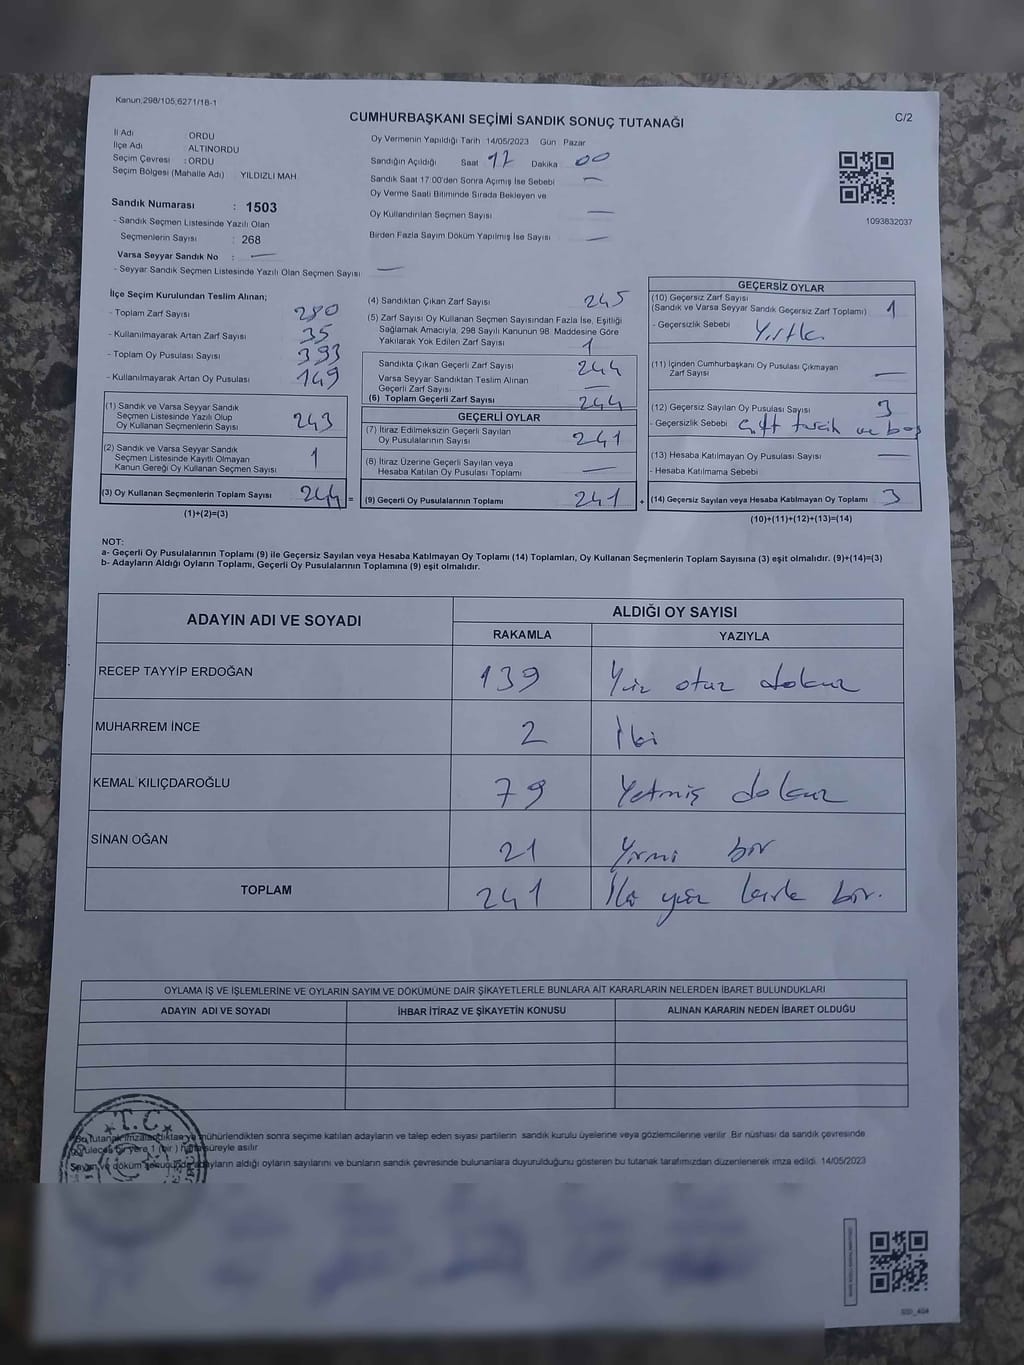 Kanun,298/105,6271/18-1
CUMHURBAŞKANI SEÇİMİ SANDIK SONUÇ TUTANAĞI
C/2
İl Adı ORDU
İlçe Adı : ALTINORDU
Seçim Çevresi : ORDU
Seçim Bölgesi (Mahalle Adı) YILDIZLI MAH.
Oy Vermenin Yapıldığı Tarih 14/05/2023 Gün Pazar
Sandığın Açıldığı Saat 17 Dakika 00
Sandık Saat 17:00'den Sonra Açımış İse Sebebi —
Oy Verme Saati Bitiminde Sırada Bekleyen ve
Oy Kullandırılan Seçmen Sayısı —
Birden Fazla Sayım Döküm Yapılmış İse Sayısı —
1093832037
Sandık Numarası : 1503
- Sandık Seçmen Listesinde Yazılı Olan
Seçmenlerin Sayısı : 268
Varsa Seyyar Sandık No : —
- Seyyar Sandık Seçmen Listesinde Yazılı Olan Seçmen Sayısı —
İlçe Seçim Kurulundan Teslim Alınan;
- Toplam Zarf Sayısı 280
- Kullanılmayarak Artan Zarf Sayısı 35
- Toplam Oy Pusulası Sayısı 393
- Kullanılmayarak Artan Oy Pusulası 149
(1) Sandık ve Varsa Seyyar Sandık
Seçmen Listesinde Yazılı Olup
Oy Kullanan Seçmenlerin Sayısı 243
(2) Sandık ve Varsa Seyyar Sandık
Seçmen Listesinde Kayıtlı Olmayan
Kanun Gereği Oy Kullanan Seçmen Sayısı 1
(3) Oy Kullanan Seçmenlerin Toplam Sayısı 244 =
(1)+(2)=(3)
(4) Sandıktan Çıkan Zarf Sayısı 245
(5) Zarf Sayısı Oy Kullanan Seçmen Sayısından Fazla İse, Eşitliği
Sağlamak Amacıyla, 298 Sayılı Kanunun 98. Maddesine Göre
Yakılarak Yok Edilen Zarf Sayısı 1
Sandıkta Çıkan Geçerli Zarf Sayısı 244
Varsa Seyyar Sandıktan Teslim Alınan
Geçerli Zarf Sayısı —
(6) Toplam Geçerli Zarf Sayısı 244
GEÇERLİ OYLAR
(7) İtiraz Edilmeksizin Geçerli Sayılan
Oy Pusulalarının Sayısı 241
(8) İtiraz Üzerine Geçerli Sayılan veya
Hesaba Katılan Oy Pusulası Toplamı —
(9) Geçerli Oy Pusulalarının Toplamı 241 +
GEÇERSİZ OYLAR
(10) Geçersiz Zarf Sayısı
(Sandık ve Varsa Seyyar Sandık Geçersiz Zarf Toplamı) 1
- Geçersizlik Sebebi Yırtık
(11) İçinden Cumhurbaşkanı Oy Pusulası Çıkmayan
Zarf Sayısı —
(12) Geçersiz Sayılan Oy Pusulası Sayısı 3
- Geçersizlik Sebebi Çift tercih ve boş
(13) Hesaba Katılmayan Oy Pusulası Sayısı —
- Hesaba Katılmama Sebebi
(14) Geçersiz Sayılan veya Hesaba Katılmayan Oy Toplamı 3
(10)+(11)+(12)+(13)=(14)
NOT:
a- Geçerli Oy Pusulalarının Toplamı (9) ile Geçersiz Sayılan veya Hesaba Katılmayan Oy Toplamı (14) Toplamları, Oy Kullanan Seçmenlerin Toplam Sayısına (3) eşit olmalıdır. (9)+(14)=(3)
b- Adayların Aldığı Oyların Toplamı, Geçerli Oy Pusulalarının Toplamına (9) eşit olmalıdır.
ADAYIN ADI VE SOYADI
ALDIĞI OY SAYISI
RAKAMLA YAZIYLA
RECEP TAYYİP ERDOĞAN 139 Yüz otuz dokuz
MUHARREM İNCE 2 İki
KEMAL KILIÇDAROĞLU 79 Yetmiş dokuz
SİNAN OĞAN 21 Yirmi bir
TOPLAM 241 İki yüz kırk bir.
OYLAMA İŞ VE İŞLEMLERİNE VE OYLARIN SAYIM VE DÖKÜMÜNE DAİR ŞİKAYETLERLE BUNLARA AİT KARARLARIN NELERDEN İBARET BULUNDUKLARI
ADAYIN ADI VE SOYADI İHBAR İTİRAZ VE ŞİKAYETİN KONUSU ALINAN KARARIN NEDEN İBARET OLDUĞU
T.C
Bu tutanak imzalandıktan ve mühürlendikten sonra seçime katılan adayların ve talep eden siyasi partilerin sandık kurulu üyelerine veya gözlemcilerine verilir. Bir nüshası da sandık çevresinde
bir yere 1 (bir) hafta süreyle asılır
Sayım ve döküm sonucunda adayların aldığı oyların sayılarını ve bunların sandık çevresinde bulunanlara duyurulduğunu gösteren bu tutanak tarafımızdan düzenlenerek imza edildi. 14/05/2023